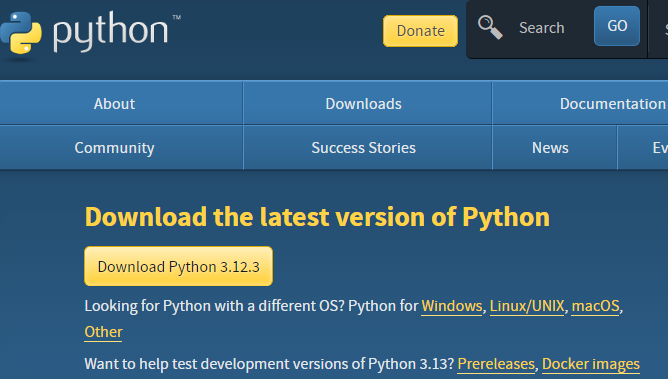 python™
Donate
Search
GO
About
Downloads
Documentation
Community
Success Stories
News
Download the latest version of Python
Download Python 3.12.3
Looking for Python with a different OS? Python for Windows, Linux/UNIX, macOS,
Other
Want to help test development versions of Python 3.13? Prereleases, Docker images